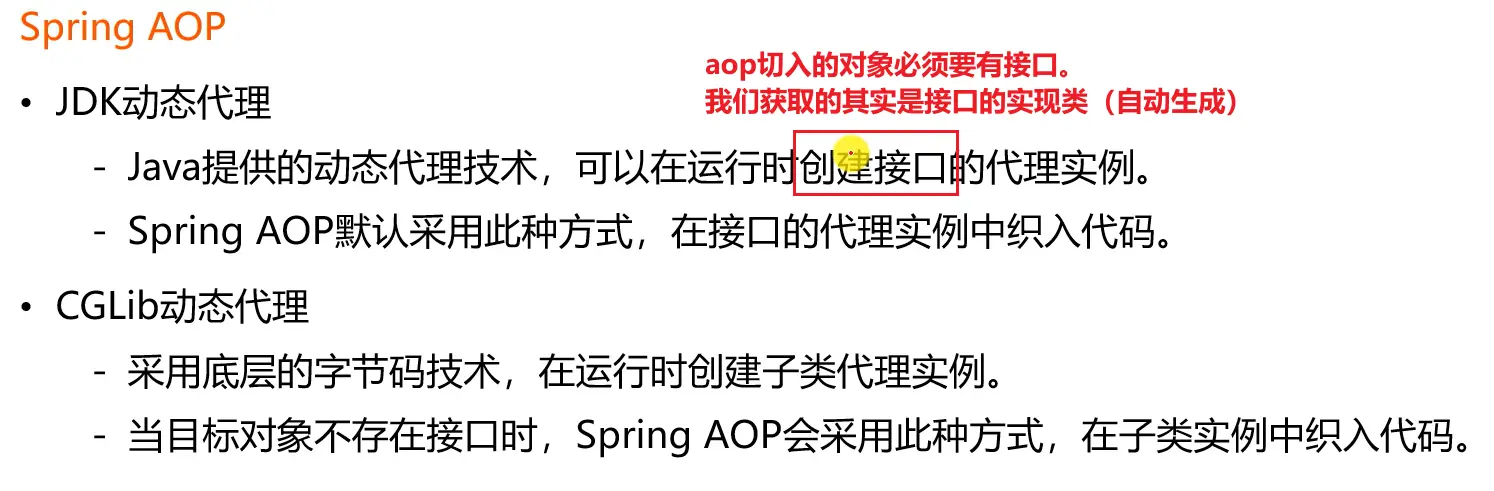 Spring AOP
aop切入的对象必须要有接口。
我们获取的其实是接口的实现类（自动生成）
• JDK动态代理
- Java提供的动态代理技术，可以在运行时创建接口的代理实例。
- Spring AOP默认采用此种方式，在接口的代理实例中织入代码。
• CGLib动态代理
- 采用底层的字节码技术，在运行时创建子类代理实例。
- 当目标对象不存在接口时，Spring AOP会采用此种方式，在子类实例中织入代码。